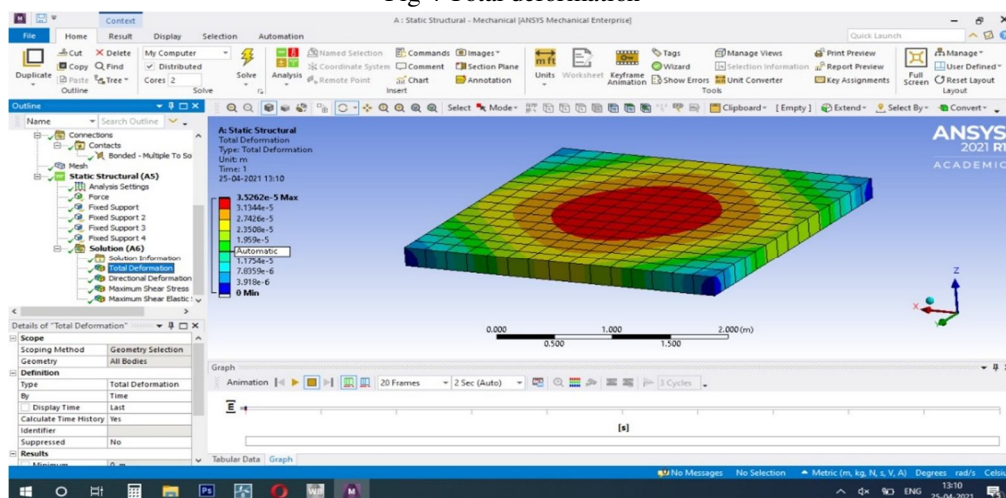 Fig 4 Total deformation
A : Static Structural - Mechanical [ANSYS Mechanical Enterprise]
Context
File Home Result Display Selection Automation
Quick Launch
Duplicate
Cut
Copy
Paste
Delete
Find
Tree
Outline
My Computer
Distributed
Cores 2
Solve
Solve
Analysis
Named Selection
Coordinate System
Remote Point
Commands
Comment
Chart
Images
Section Plane
Annotation
Insert
Units
Worksheet
Keyframe
Animation
Tags
Wizard
Show Errors
Manage Views
Selection Information
Unit Converter
Print Preview
Report Preview
Key Assignments
Tools
Full
Screen
Manage
User Defined
Reset Layout
Layout
Outline
Name Search Outline
Connections
Contacts
Bonded - Multiple To So
Mesh
Static Structural (A5)
Analysis Settings
Force
Fixed Support
Fixed Support 2
Fixed Support 3
Fixed Support 4
Solution (A6)
Solution Information
Total Deformation
Directional Deformation
Maximum Shear Stress
Maximum Shear Elastic
Select Mode Clipboard [Empty] Extend Select By Convert
A: Static Structural
Total Deformation
Type: Total Deformation
Unit: m
Time: 1
25-04-2021 13:10
3.5262e-5 Max
3.1344e-5
2.7426e-5
2.3508e-5
1.959e-5
Automatic
1.1754e-5
7.8359e-6
3.918e-6
0 Min
ANSYS
2021 R1
ACADEMIC
Z
X
Y
0.000 1.000 2.000 (m)
0.500 1.500
Details of "Total Deformation"
Scope
Scoping Method Geometry Selection
Geometry All Bodies
Definition
Type Total Deformation
By Time
Display Time Last
Calculate Time History Yes
Identifier
Suppressed No
Results
Minimum 0. m
Graph
Animation 20 Frames 2 Sec (Auto) 3 Cycles
[s]
Tabular Data Graph
No Messages No Selection Metric (m, kg, N, s, V, A) Degrees rad/s Celsi
ENG 13:10
25-04-2021